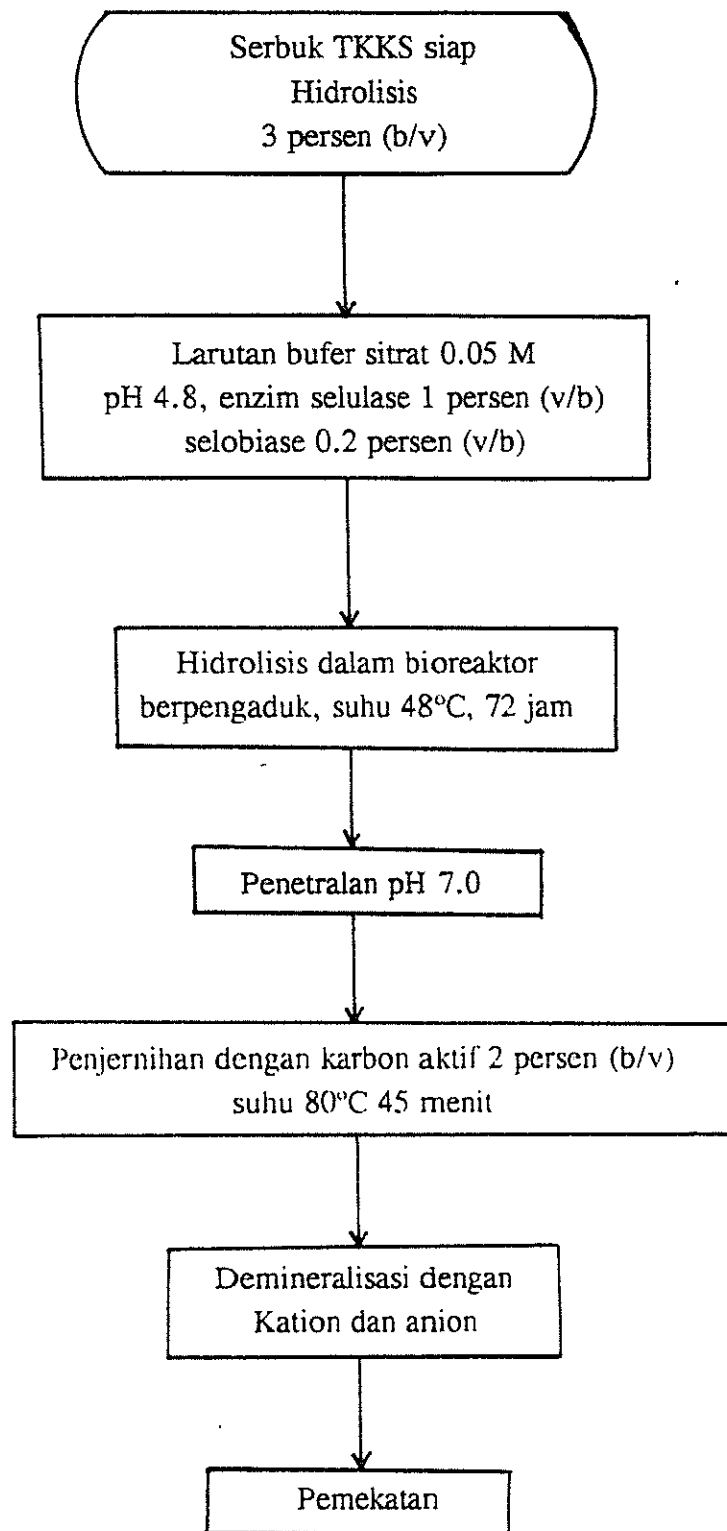 Serbuk TKKS siap
Hidrolisis
3 persen (b/v)
Larutan bufer sitrat 0.05 M
pH 4.8, enzim selulase 1 persen (v/b)
selobiase 0.2 persen (v/b)
Hidrolisis dalam bioreaktor
berpengaduk, suhu 48°C, 72 jam
Penetralan pH 7.0
Penjernihan dengan karbon aktif 2 persen (b/v)
suhu 80°C 45 menit
Demineralisasi dengan
Kation dan anion
Pemekatan